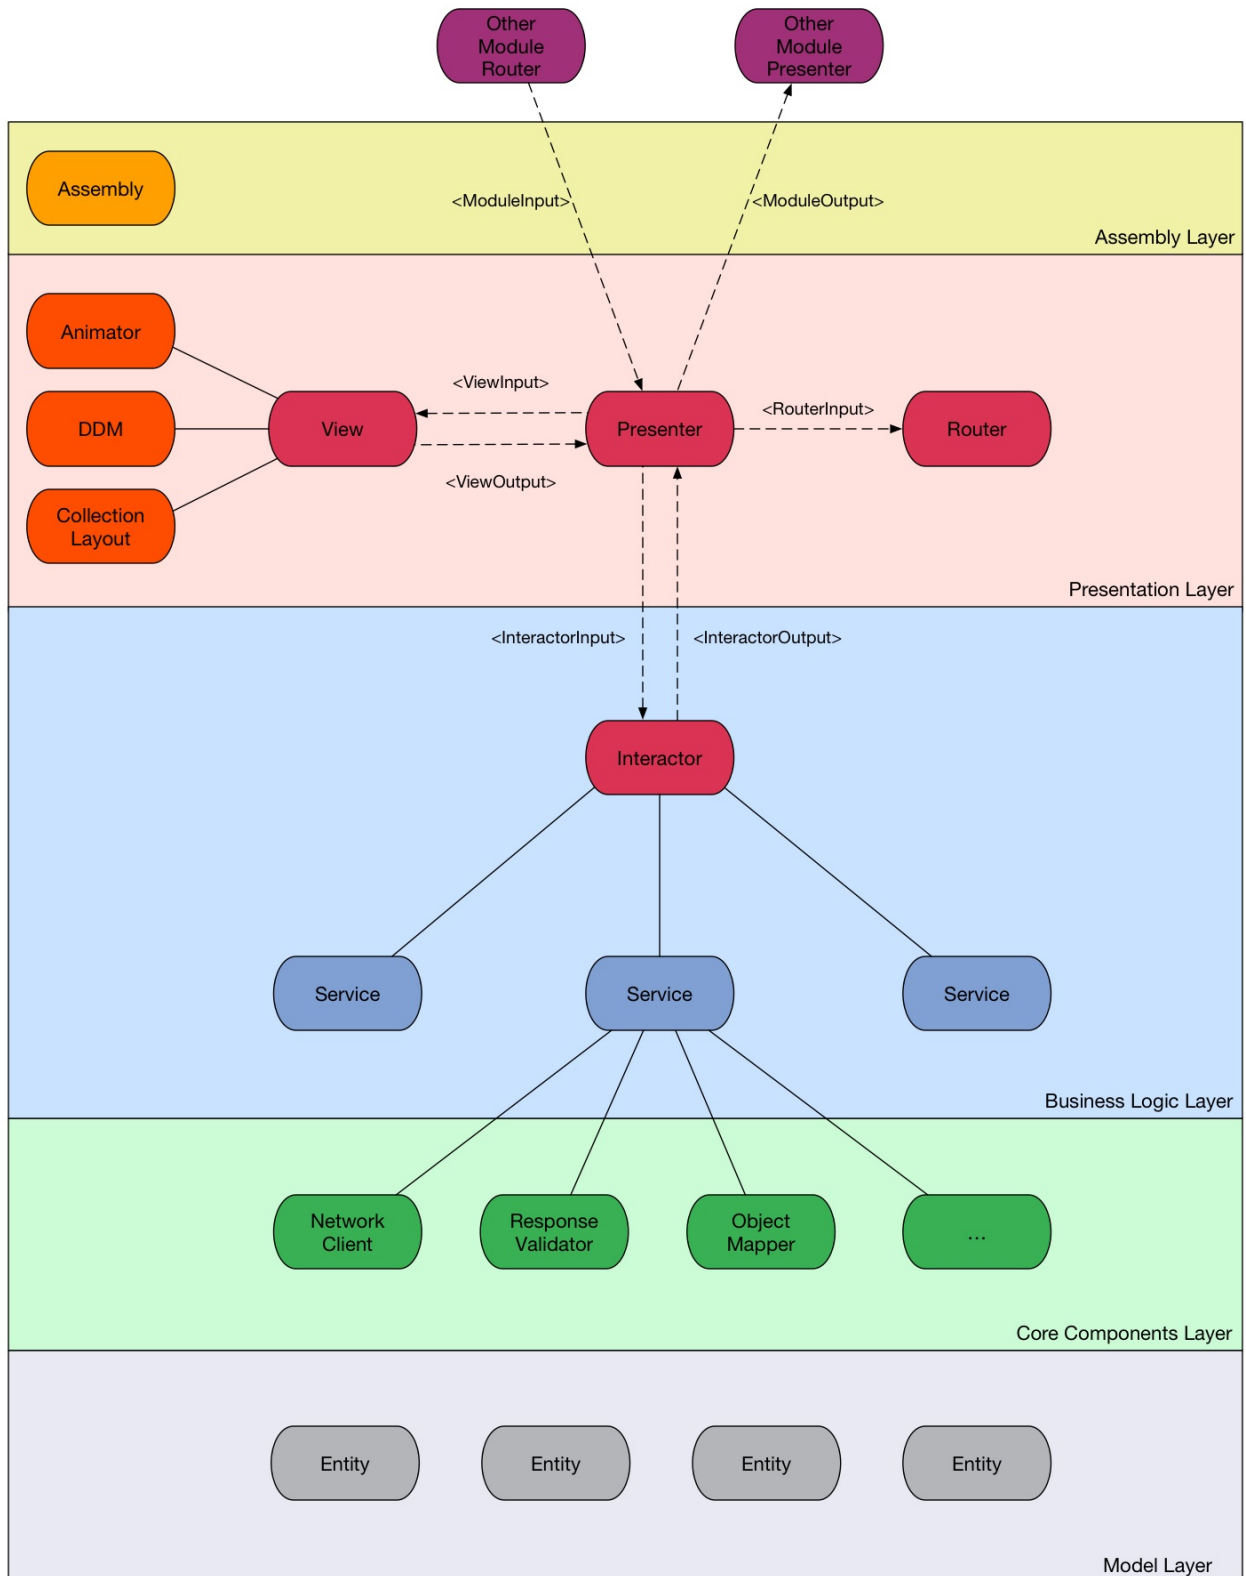 Other
Module
Router
Other
Module
Presenter
Assembly
<ModuleInput>
<ModuleOutput>
Assembly Layer
Animator
<ViewInput>
<RouterInput>
DDM
View
Presenter
Router
<ViewOutput>
Collection
Layout
Presentation Layer
<InteractorInput>
<InteractorOutput>
Interactor
Service
Service
Service
Business Logic Layer
Network
Client
Response
Validator
Object
Mapper
...
Core Components Layer
Entity
Entity
Entity
Entity
Model Layer